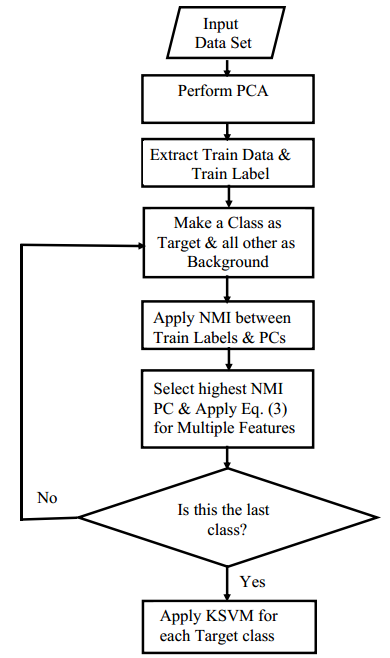 Input
Data Set
Perform PCA
Extract Train Data &
Train Label
Make a Class as
Target & all other as
Background
Apply NMI between
Train Labels & PCs
Select highest NMI
PC & Apply Eq. (3)
for Multiple Features
Is this the last
class?
No
Yes
Apply KSVM for
each Target class